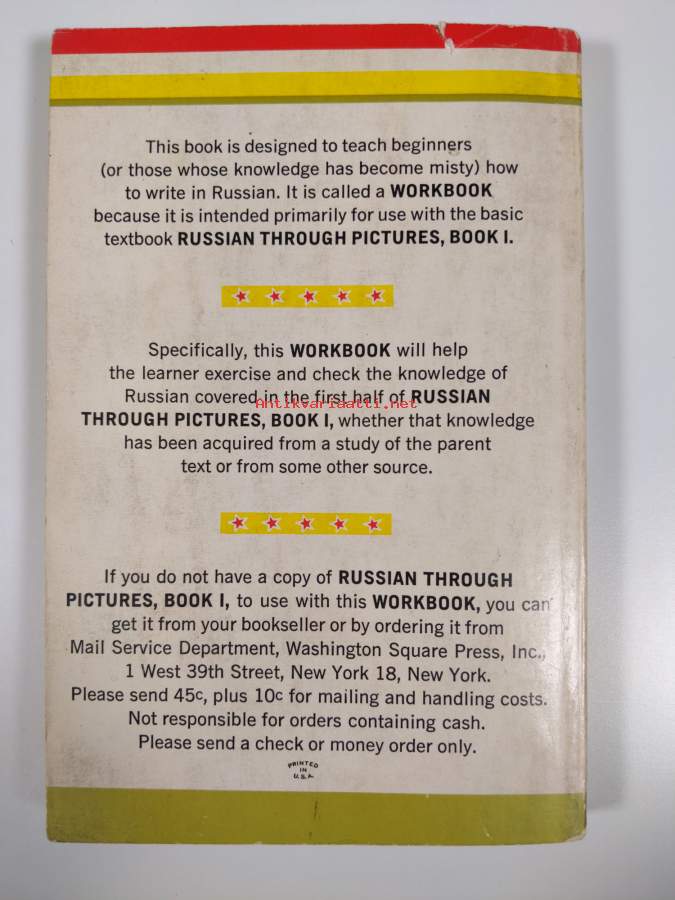 This book is designed to teach beginners
(or those whose knowledge has become misty) how
to write in Russian. It is called a WORKBOOK
because it is intended primarily for use with the basic
textbook RUSSIAN THROUGH PICTURES, BOOK I.
Specifically, this WORKBOOK will help
the learner exercise and check the knowledge of
Russian covered in the first half of RUSSIAN
Antikvariaatti.net
THROUGH PICTURES, BOOK I, whether that knowledge
has been acquired from a study of the parent
text or from some other source.
If you do not have a copy of RUSSIAN THROUGH
PICTURES, BOOK I, to use with this WORKBOOK, you can
get it from your bookseller or by ordering it from
Mail Service Department, Washington Square Press, Inc.,
1 West 39th Street, New York 18, New York.
Please send 45c, plus 10c for mailing and handling costs.
Not responsible for orders containing cash.
Please send a check or money order only.
PRINTED
IN
U.S.A.